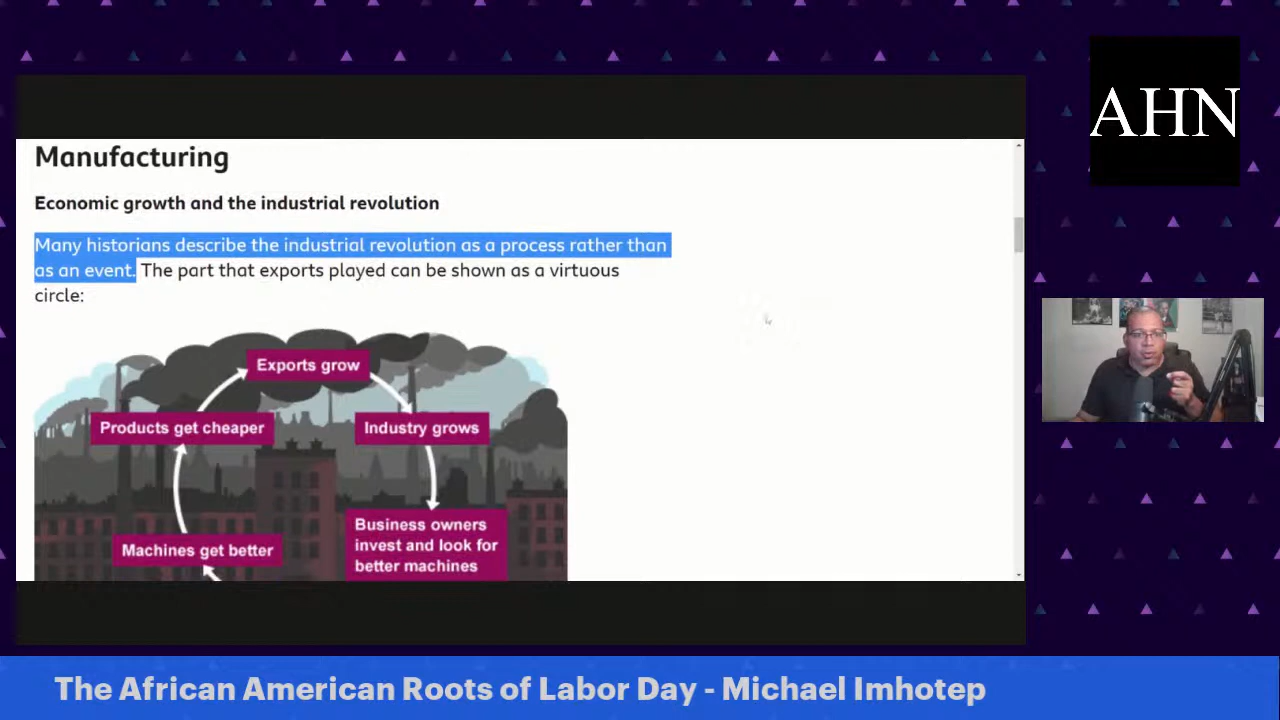 AHN
Manufacturing
Economic growth and the industrial revolution
Many historians describe the industrial revolution as a process rather than
as an event. The part that exports played can be shown as a virtuous
circle:
Exports grow
Products get cheaper
Industry grows
Business owners
invest and look for
better machines
Machines get better
The African American Roots of Labor Day - Michael Imhotep